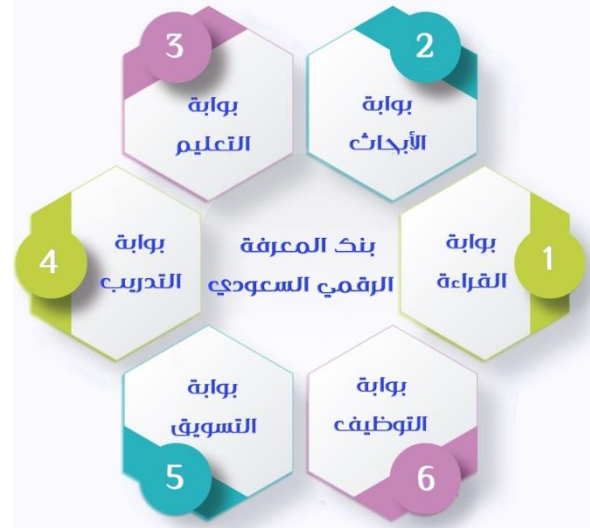 بنك المعرفة
الرقمي السعودي
1
بوابة
القراءة
2
بوابة
الأبحاث
3
بوابة
التعليم
4
بوابة
التدريب
5
بوابة
التسويق
6
بوابة
التوظيف